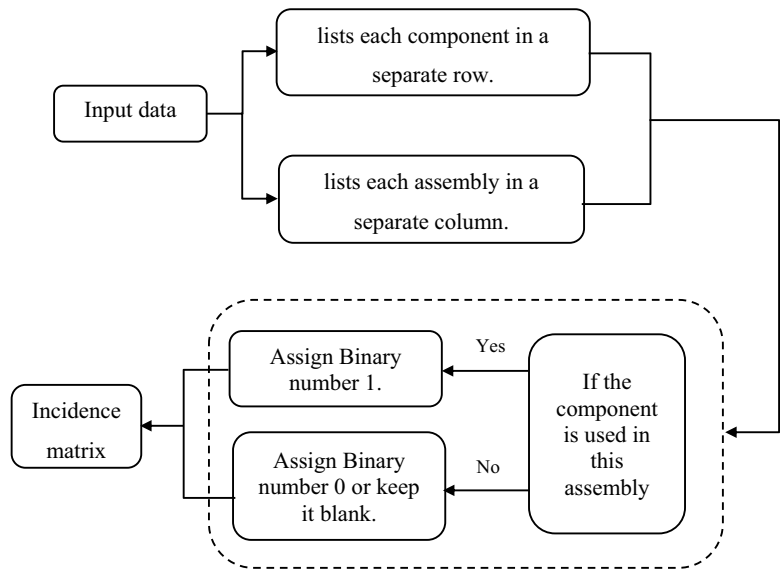 lists each component in a
separate row.
Input data
lists each assembly in a
separate column.
Assign Binary
number 1.
Yes
If the
component
is used in
this
assembly
Incidence
matrix
Assign Binary
number 0 or keep
it blank.
No